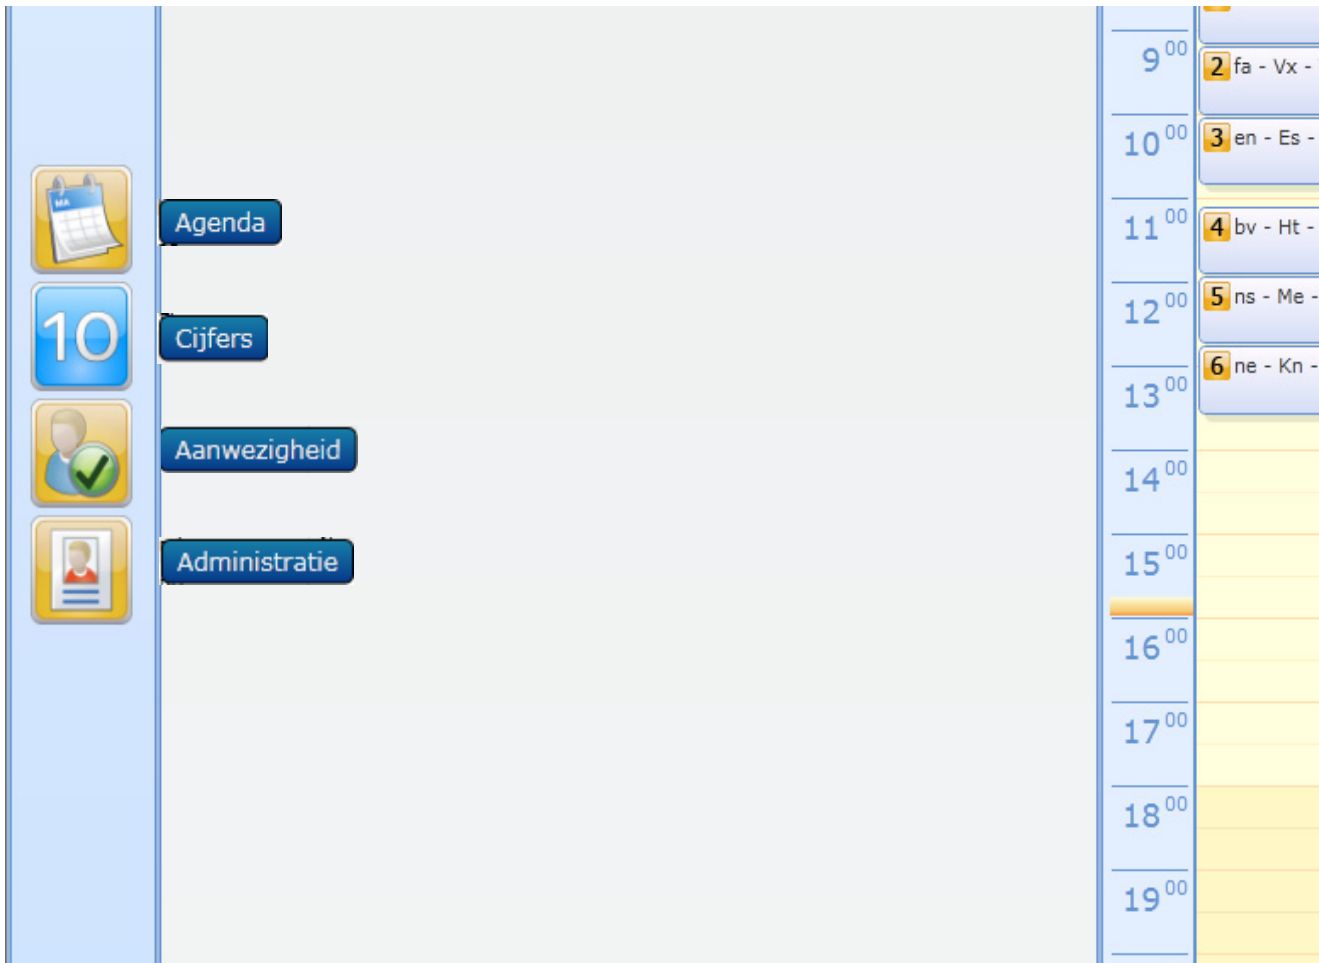 MA
Agenda
10
Cijfers
Aanwezigheid
Administratie
9 00
10 00
11 00
12 00
13 00
14 00
15 00
16 00
17 00
18 00
19 00
2 fa - Vx -
3 en - Es -
4 bv - Ht -
5 ns - Me -
6 ne - Kn -